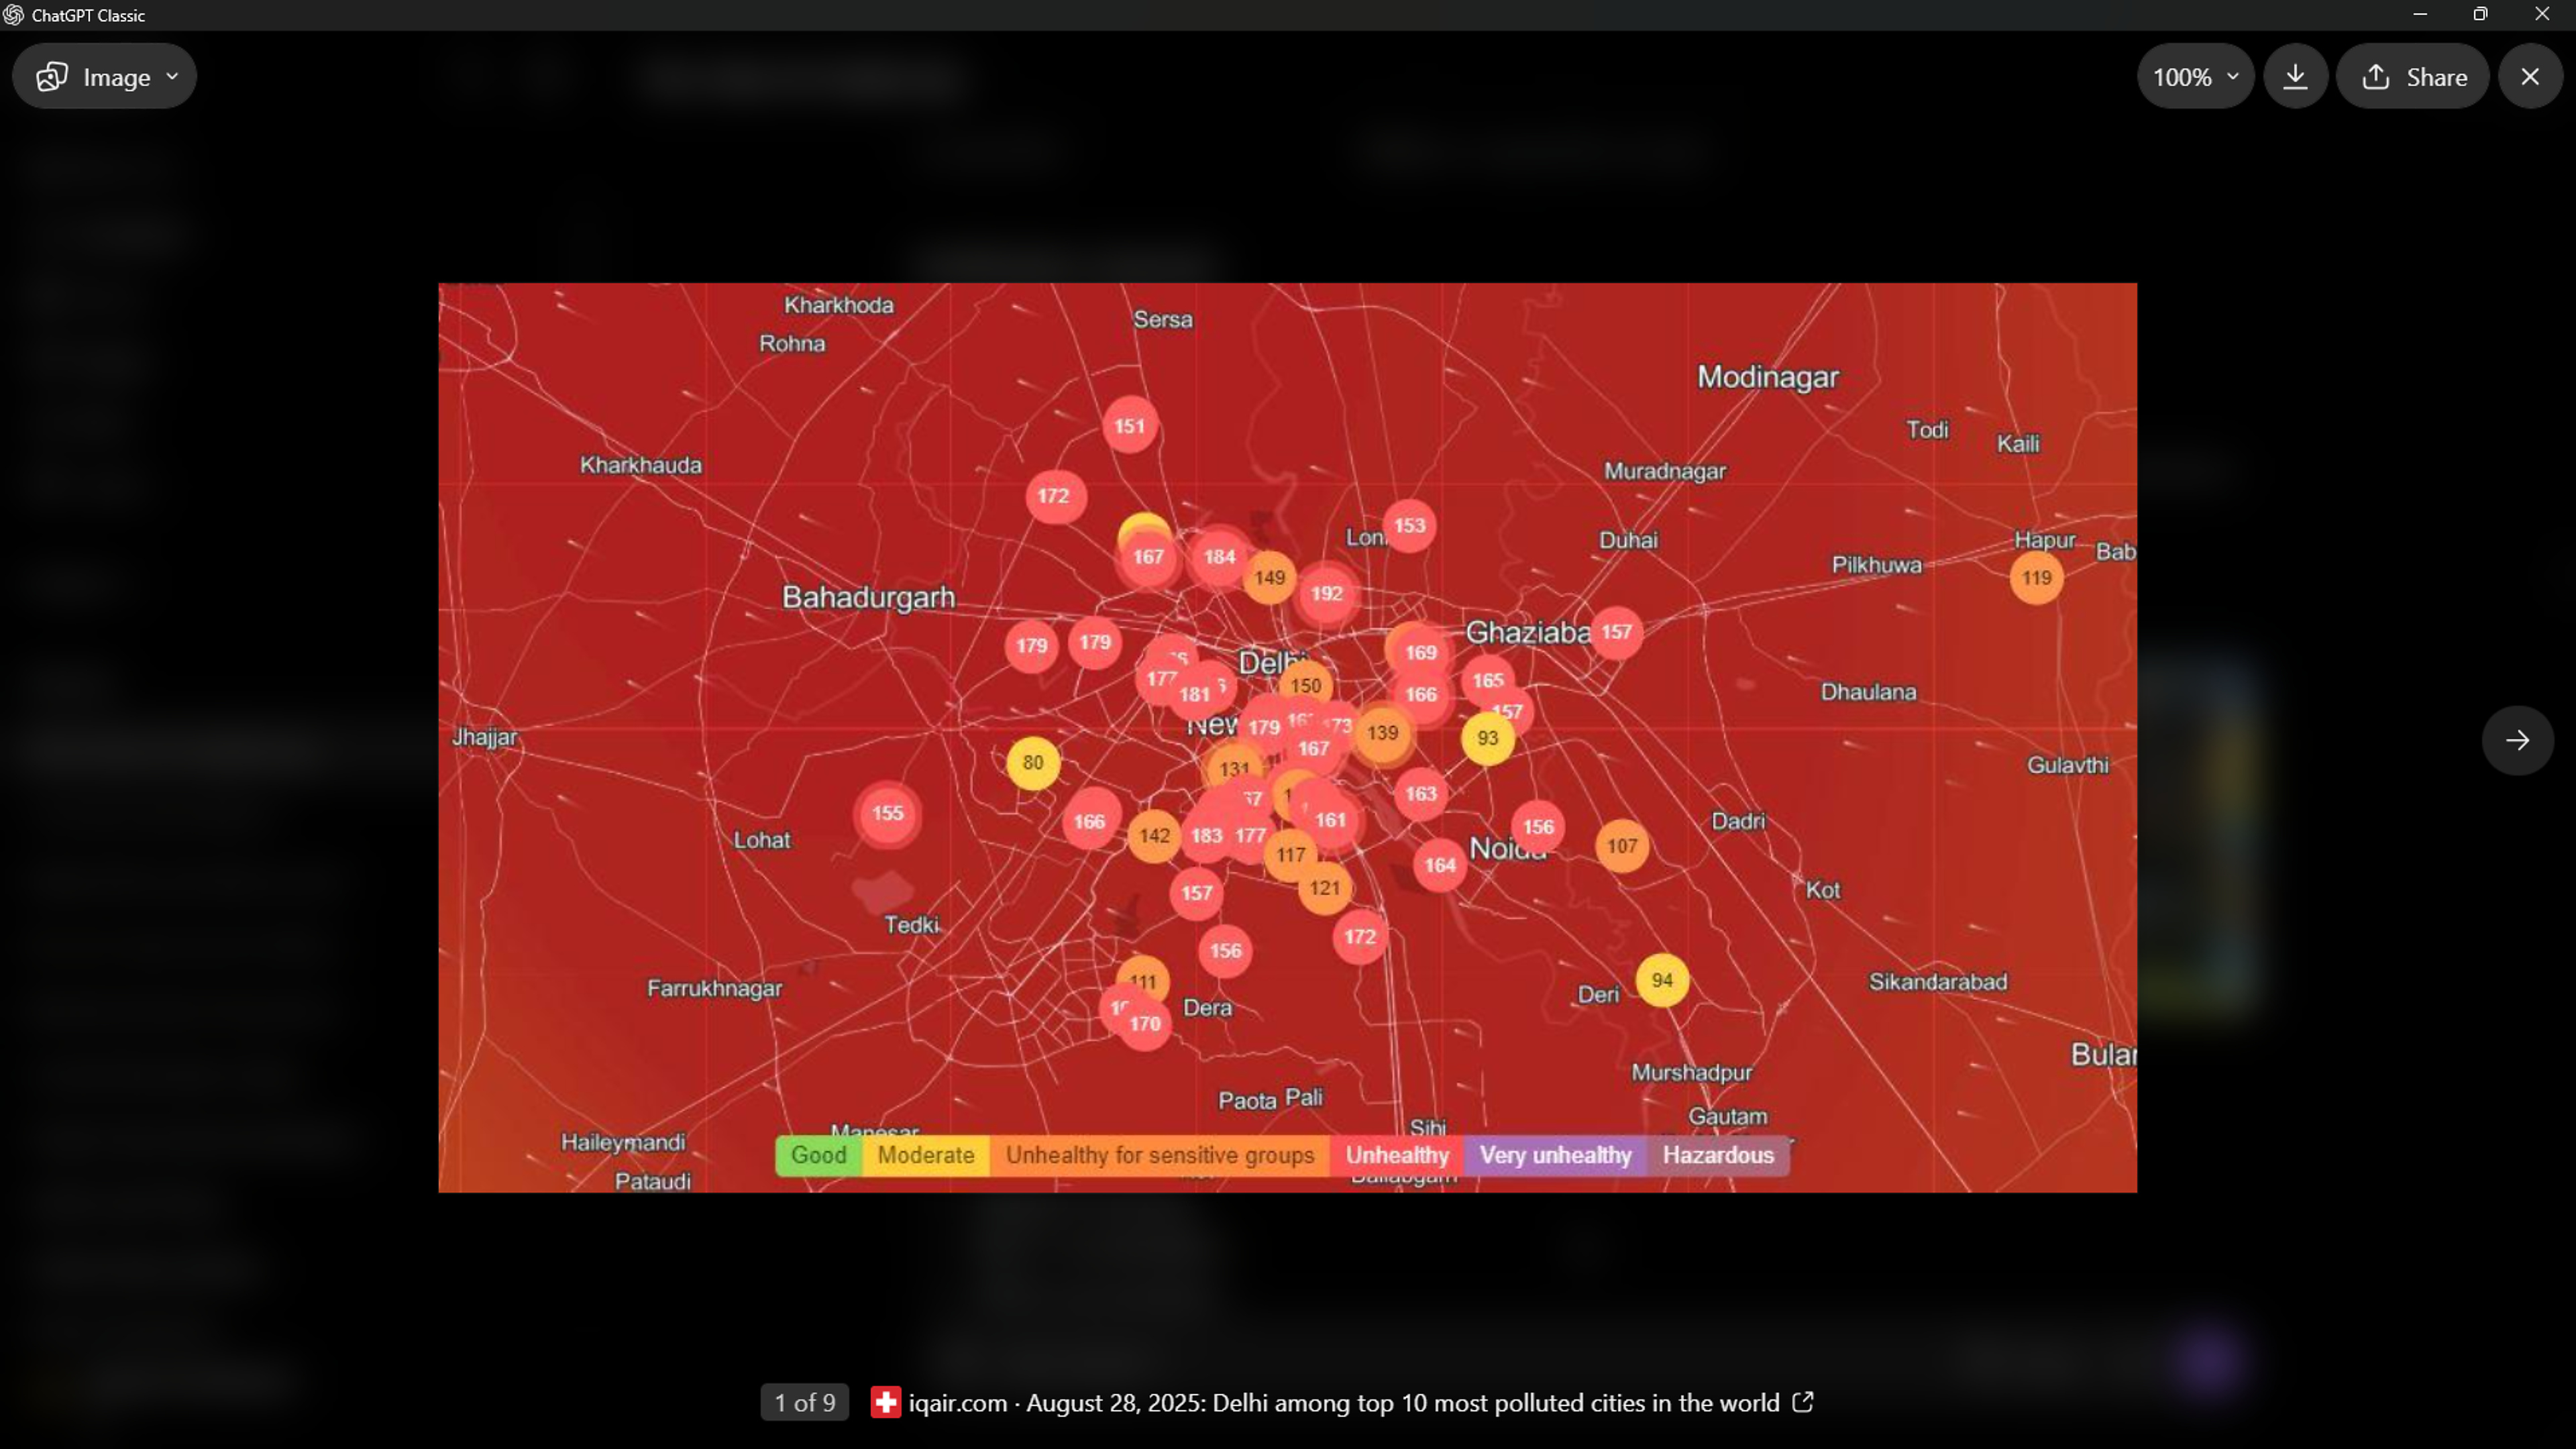 ChatGPT Classic
Image
100%
Share
Kharkhoda
Sersa
Rohna
Modinagar
151
Todi
Kaili
Kharkhauda
Muradnagar
172
153
Duhai
Hapur
167
184
Pilkhuwa
149
119
192
Bahadurgarh
179
179
Ghaziaba
157
169
177
181
150
166
165
Dhaulana
157
New
179
167
139
93
Jhajjar
80
131
Gulavthi
155
166
163
Lohat
142
183
177
161
156
Dadri
117
164
107
157
121
Kot
Tedki
172
156
Farrukhnagar
111
94
Deri
Sikandarabad
170
Dera
Murshadpur
Paota Pali
Gautam
Haileymandi
Manesar
Sihi
Good Moderate Unhealthy for sensitive groups Unhealthy Very unhealthy Hazardous
Pataudi
1 of 9
iqair.com · August 28, 2025: Delhi among top 10 most polluted cities in the world